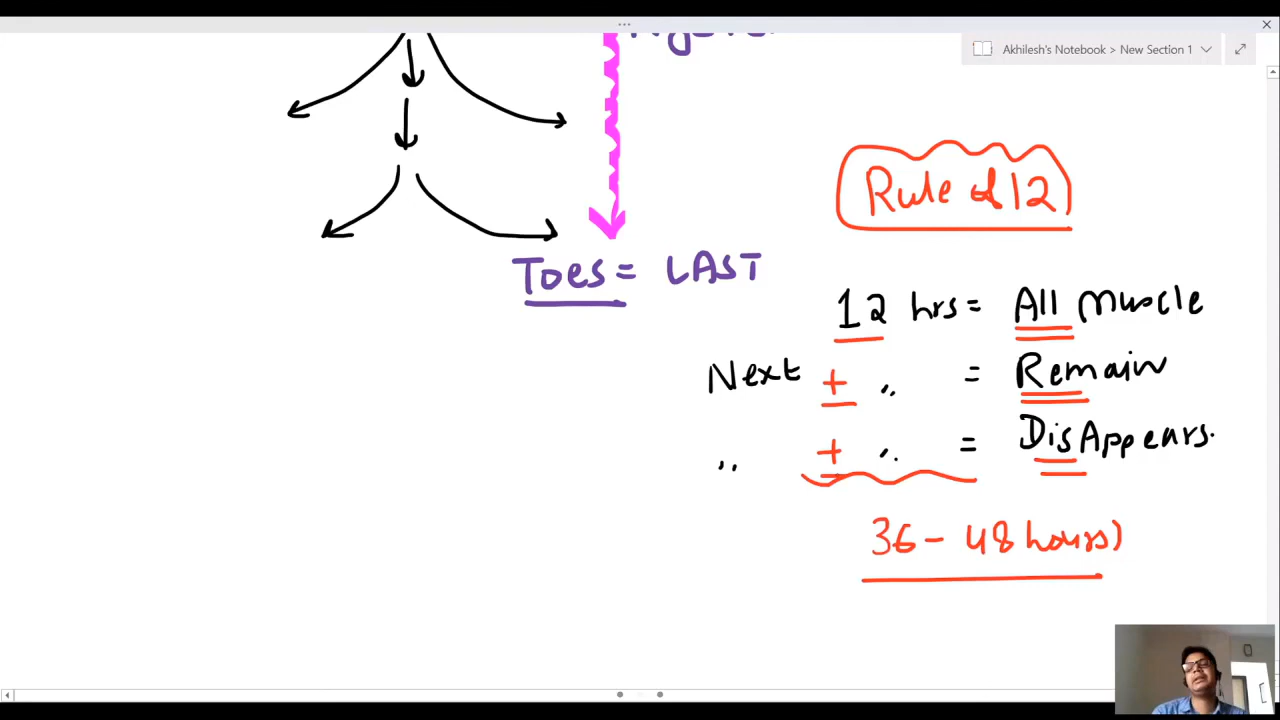 Akhilesh's Notebook > New Section 1
Rule of 12
Toes = LAST
12 hrs = All Muscle
Next + ,, = Remain
,, + ,, = DisAppears.
36 - 48 hours)